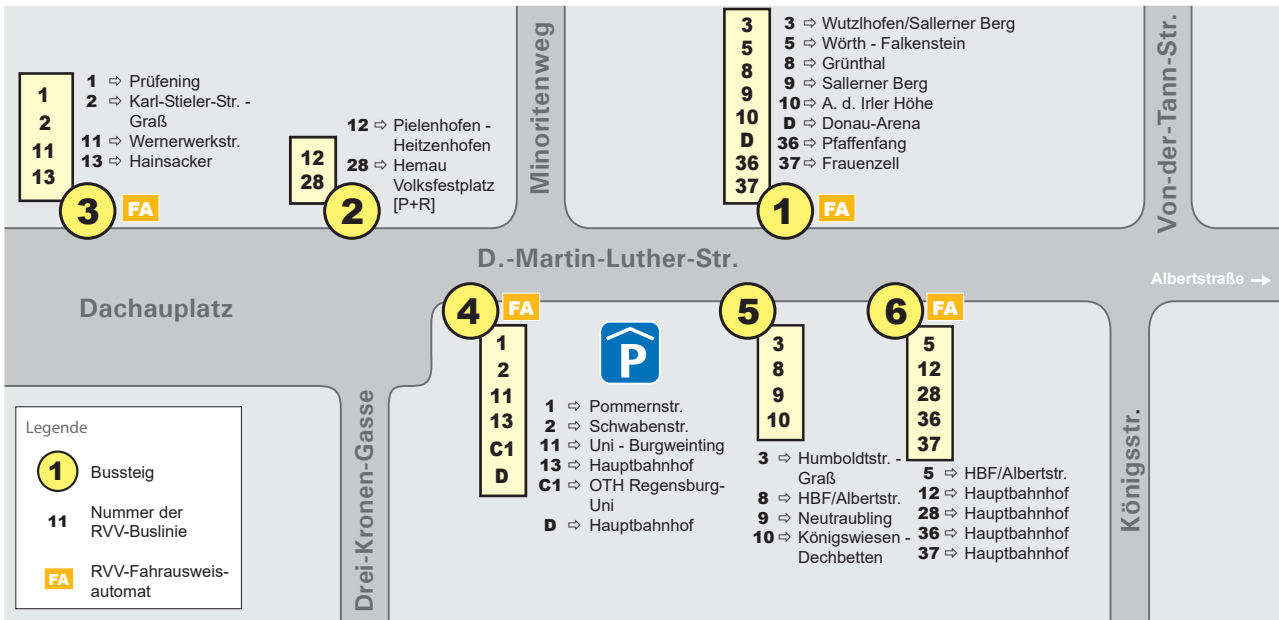 1
2
11
13
1 ⇨ Prüfening
2 ⇨ Karl-Stieler-Str. -
Graß
11 ⇨ Wernerwerkstr.
13 ⇨ Hainsacker
3
FA
12
28
12 ⇨ Pielenhofen -
Heitzenhofen
28 ⇨ Hemau
Volksfestplatz
[P+R]
2
Minoritenweg
3
5
8
9
10
D
36
37
3 ⇨ Wutzlhofen/Sallerner Berg
5 ⇨ Wörth - Falkenstein
8 ⇨ Grünthal
9 ⇨ Sallerner Berg
10 ⇨ A. d. Irler Höhe
D ⇨ Donau-Arena
36 ⇨ Pfaffenfang
37 ⇨ Frauenzell
1
FA
Von-der-Tann-Str.
D.-Martin-Luther-Str.
Albertstraße →
Dachauplatz
4
FA
1
2
11
13
C1
D
P
1 ⇨ Pommernstr.
2 ⇨ Schwabenstr.
11 ⇨ Uni - Burgweinting
13 ⇨ Hauptbahnhof
C1 ⇨ OTH Regensburg-
Uni
D ⇨ Hauptbahnhof
5
3
8
9
10
3 ⇨ Humboldtstr. -
Graß
8 ⇨ HBF/Albertstr.
9 ⇨ Neutraubling
10 ⇨ Königswiesen -
Dechbetten
6
FA
5
12
28
36
37
5 ⇨ HBF/Albertstr.
12 ⇨ Hauptbahnhof
28 ⇨ Hauptbahnhof
36 ⇨ Hauptbahnhof
37 ⇨ Hauptbahnhof
Königsstr.
Drei-Kronen-Gasse
Legende
1 Bussteig
11 Nummer der
RVV-Buslinie
FA RVV-Fahrausweis-
automat